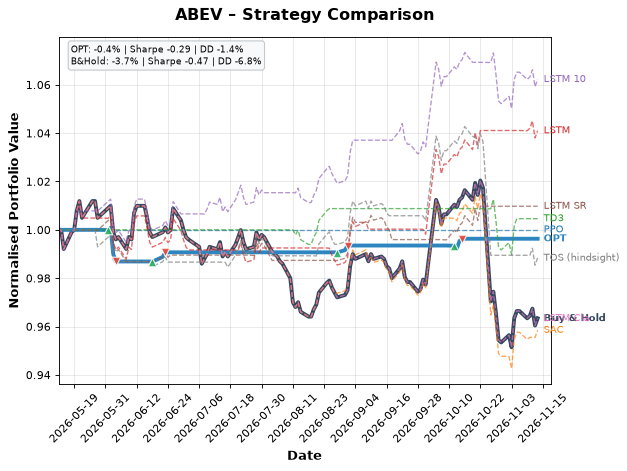 ABEV – Strategy Comparison
OPT: -0.4% | Sharpe -0.29 | DD -1.4%
B&Hold: -3.7% | Sharpe -0.47 | DD -6.8%
Normalised Portfolio Value
1.06
1.04
1.02
1.00
0.98
0.96
0.94
LSTM 10
LSTM
LSTM SR
TD3
PPO
OPT
TOS (hindsight)
Buy & Hold
SAC
2026-05-19
2026-05-31
2026-06-12
2026-06-24
2026-07-06
2026-07-18
2026-07-30
2026-08-11
2026-08-23
2026-09-04
2026-09-16
2026-09-28
2026-10-10
2026-10-22
2026-11-03
2026-11-15
Date